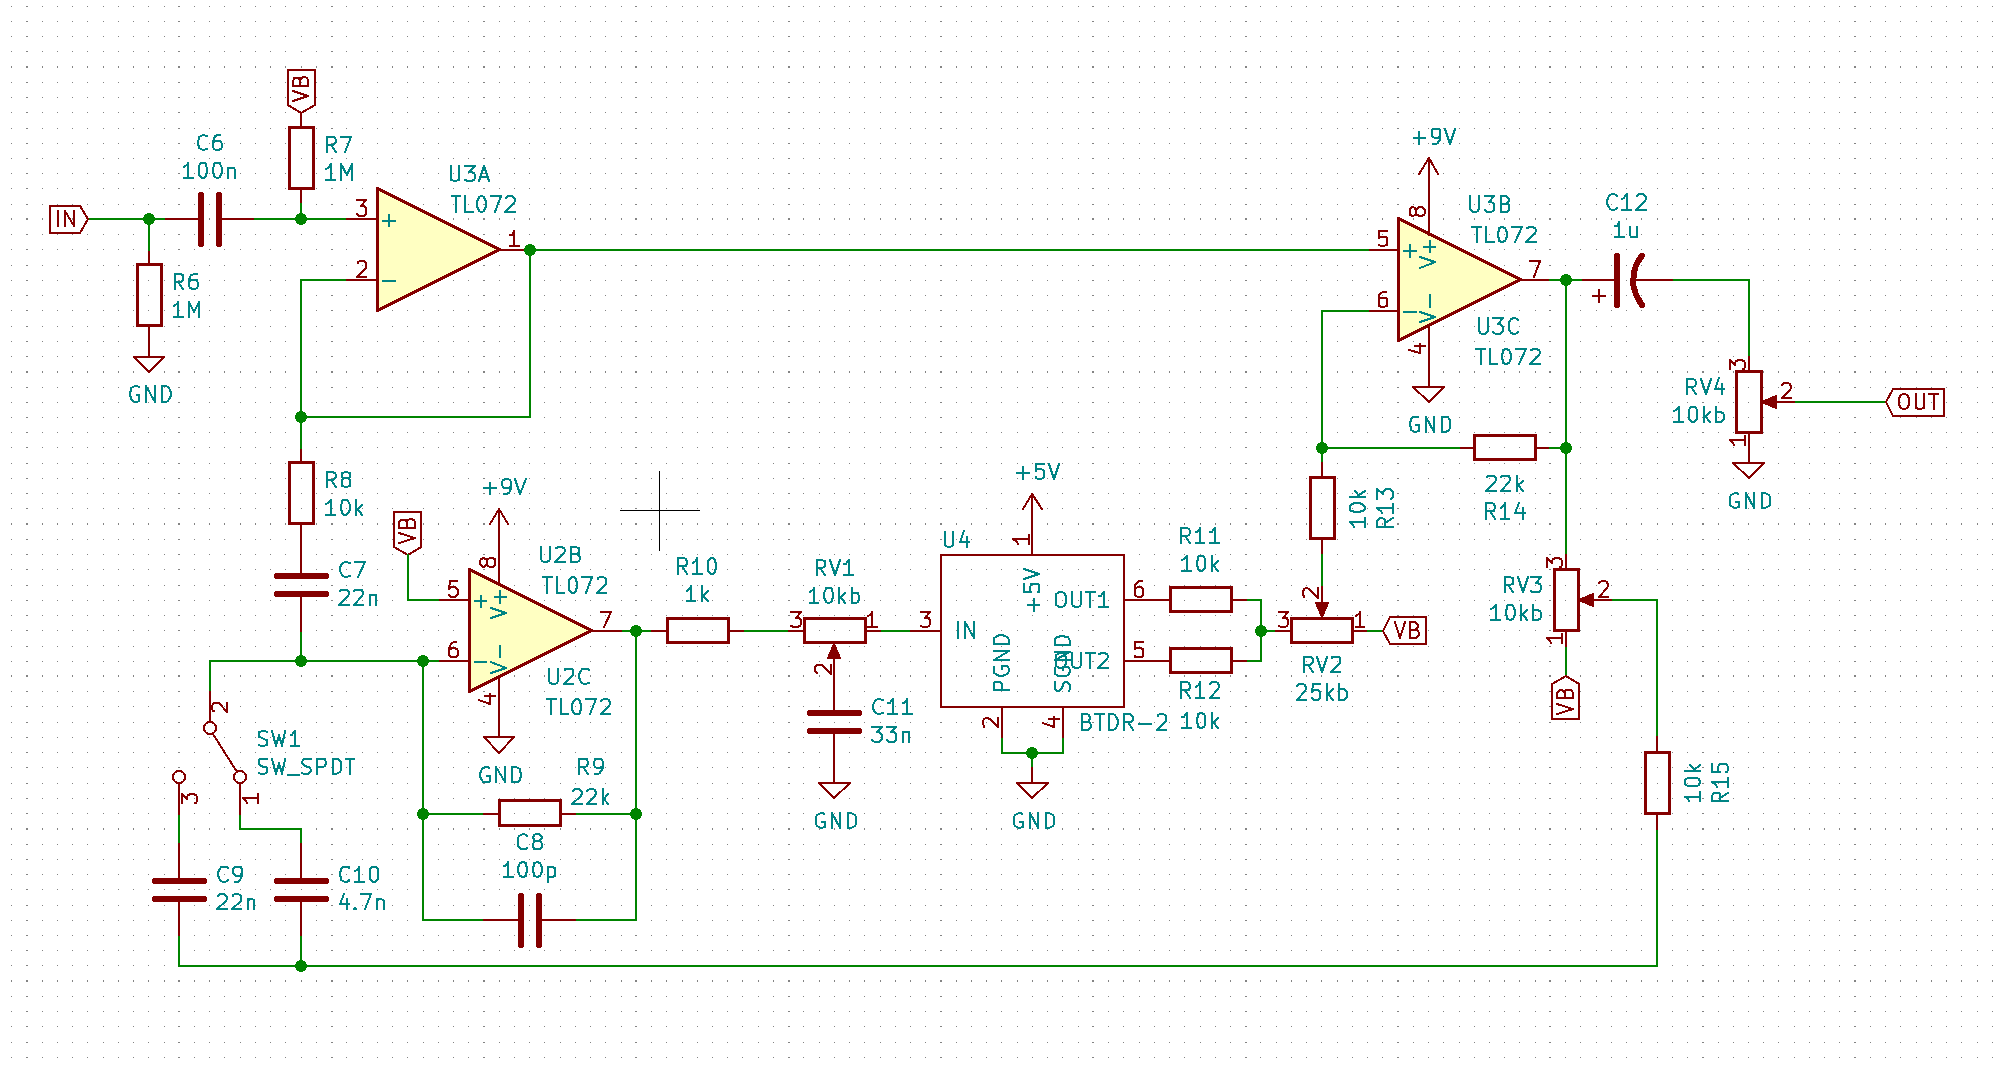 VB
C6
100n
R7
1M
IN
3
+
2
−
1
U3A
TL072
R6
1M
GND
+9V
8
U3B
TL072
5
+
V+
6
−
V−
7
4
U3C
TL072
GND
C12
1u
+
3
RV4
10kb
2
1
OUT
GND
R8
10k
C7
22n
VB
+9V
8
U2B
TL072
5
+
V+
6
−
V−
7
4
U2C
TL072
GND
R9
22k
C8
100p
R10
1k
RV1
10kb
3
1
2
C11
33n
GND
+5V
U4
1
+5V
3
IN
OUT1
6
OUT2
5
PGND
SGND
2
4
BTDR-2
GND
R11
10k
R12
10k
10k
R13
22k
R14
3
2
1
RV2
25kb
VB
3
RV3
10kb
2
1
VB
10k
R15
2
SW1
SW_SPDT
3
1
C9
22n
C10
4.7n